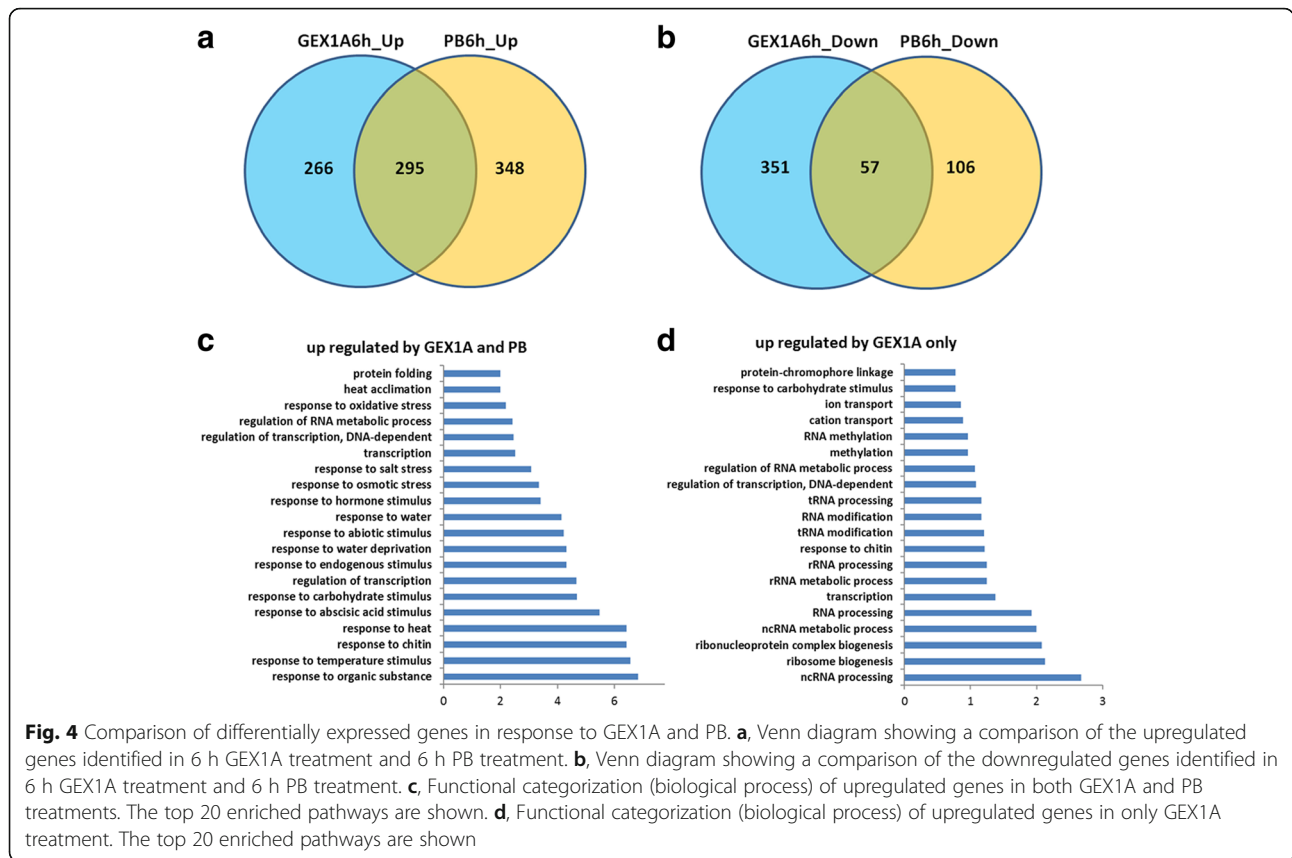 a
GEX1A6h_Up
PB6h_Up
266
295
348
b
GEX1A6h_Down
PB6h_Down
351
57
106
c
up regulated by GEX1A and PB
protein folding
heat acclimation
response to oxidative stress
regulation of RNA metabolic process
regulation of transcription, DNA-dependent
transcription
response to salt stress
response to osmotic stress
response to hormone stimulus
response to water
response to abiotic stimulus
response to water deprivation
response to endogenous stimulus
regulation of transcription
response to carbohydrate stimulus
response to abscisic acid stimulus
response to heat
response to chitin
response to temperature stimulus
response to organic substance
0 2 4 6
d
up regulated by GEX1A only
protein-chromophore linkage
response to carbohydrate stimulus
ion transport
cation transport
RNA methylation
methylation
regulation of RNA metabolic process
regulation of transcription, DNA-dependent
tRNA processing
RNA modification
tRNA modification
response to chitin
rRNA processing
rRNA metabolic process
transcription
RNA processing
ncRNA metabolic process
ribonucleoprotein complex biogenesis
ribosome biogenesis
ncRNA processing
0 1 2 3
Fig. 4 Comparison of differentially expressed genes in response to GEX1A and PB. a, Venn diagram showing a comparison of the upregulated
genes identified in 6 h GEX1A treatment and 6 h PB treatment. b, Venn diagram showing a comparison of the downregulated genes identified in
6 h GEX1A treatment and 6 h PB treatment. c, Functional categorization (biological process) of upregulated genes in both GEX1A and PB
treatments. The top 20 enriched pathways are shown. d, Functional categorization (biological process) of upregulated genes in only GEX1A
treatment. The top 20 enriched pathways are shown